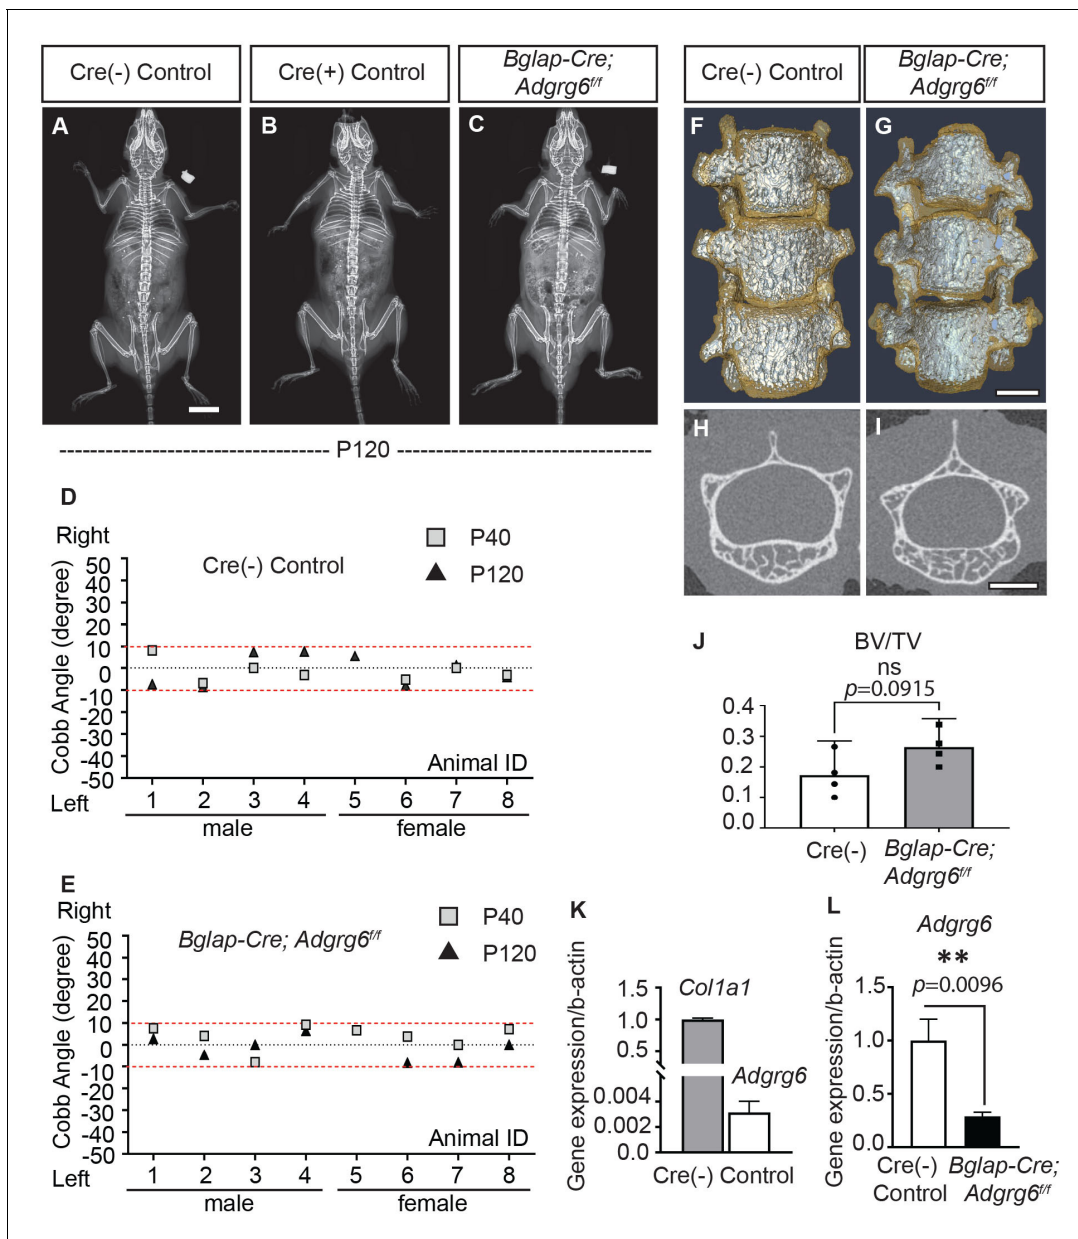 Cre(-) Control
Cre(+) Control
Bglap-Cre;
Adgrg6f/f
Cre(-) Control
Bglap-Cre;
Adgrg6f/f
A
B
C
F
G
P120
H
I
D
Right
Cre(-) Control
P40
P120
Cobb Angle (degree)
50
40
30
20
10
0
-10
-20
-30
-40
-50
Animal ID
Left
1 2 3 4 5 6 7 8
male
female
J
BV/TV
ns
p=0.0915
0.4
0.3
0.2
0.1
0.0
Cre(-)
Bglap-Cre;
Adgrg6f/f
E
Right
Bglap-Cre; Adgrg6f/f
P40
P120
Cobb Angle (degree)
50
40
30
20
10
0
-10
-20
-30
-40
-50
Animal ID
Left
1 2 3 4 5 6 7 8
male
female
K
Gene expression/b-actin
Col1a1
Adgrg6
1.5
1.0
0.5
0.004
0.002
0.0
Cre(-) Control
L
Adgrg6
**
p=0.0096
Gene expression/b-actin
1.5
1.0
0.5
0.0
Cre(-)
Control
Bglap-Cre;
Adgrg6f/f